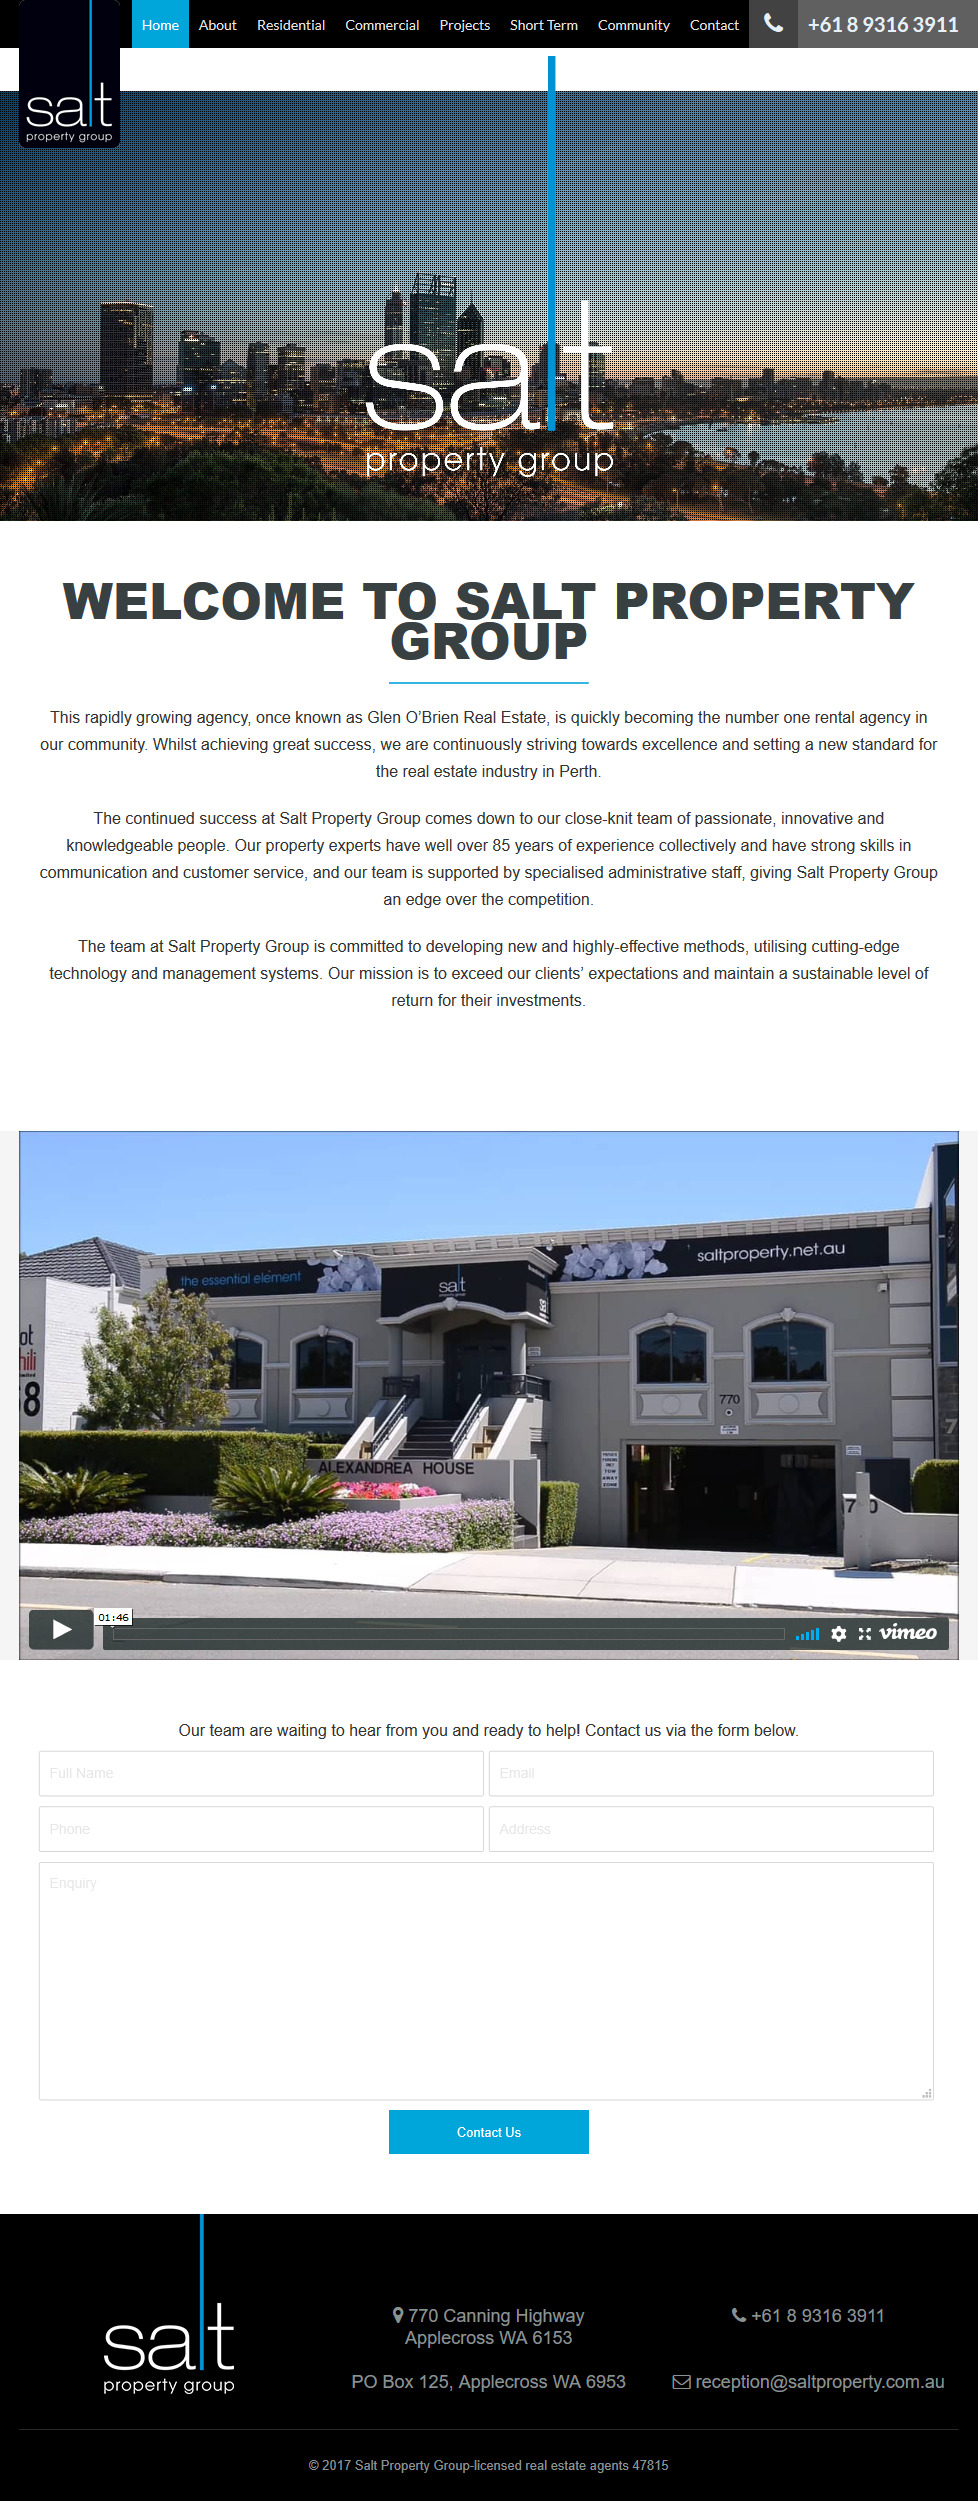 Home About Residential Commercial Projects Short Term Community Contact +61 8 9316 3911
salt
property group
salt
property group
WELCOME TO SALT PROPERTY
GROUP
This rapidly growing agency, once known as Glen O’Brien Real Estate, is quickly becoming the number one rental agency in
our community. Whilst achieving great success, we are continuously striving towards excellence and setting a new standard for
the real estate industry in Perth.
The continued success at Salt Property Group comes down to our close-knit team of passionate, innovative and
knowledgeable people. Our property experts have well over 85 years of experience collectively and have strong skills in
communication and customer service, and our team is supported by specialised administrative staff, giving Salt Property Group
an edge over the competition.
The team at Salt Property Group is committed to developing new and highly-effective methods, utilising cutting-edge
technology and management systems. Our mission is to exceed our clients’ expectations and maintain a sustainable level of
return for their investments.
saltproperty.net.au
the essential element
salt
property group
ot
hili
8
770
ALEXANDREA HOUSE
PRIVATE
PARKING
ONLY
TOW
AWAY
ZONE
01:46
vimeo
Our team are waiting to hear from you and ready to help! Contact us via the form below.
Full Name Email
Phone Address
Enquiry
Contact Us
salt
property group
770 Canning Highway
Applecross WA 6153
PO Box 125, Applecross WA 6953
+61 8 9316 3911
reception@saltproperty.com.au
© 2017 Salt Property Group-licensed real estate agents 47815